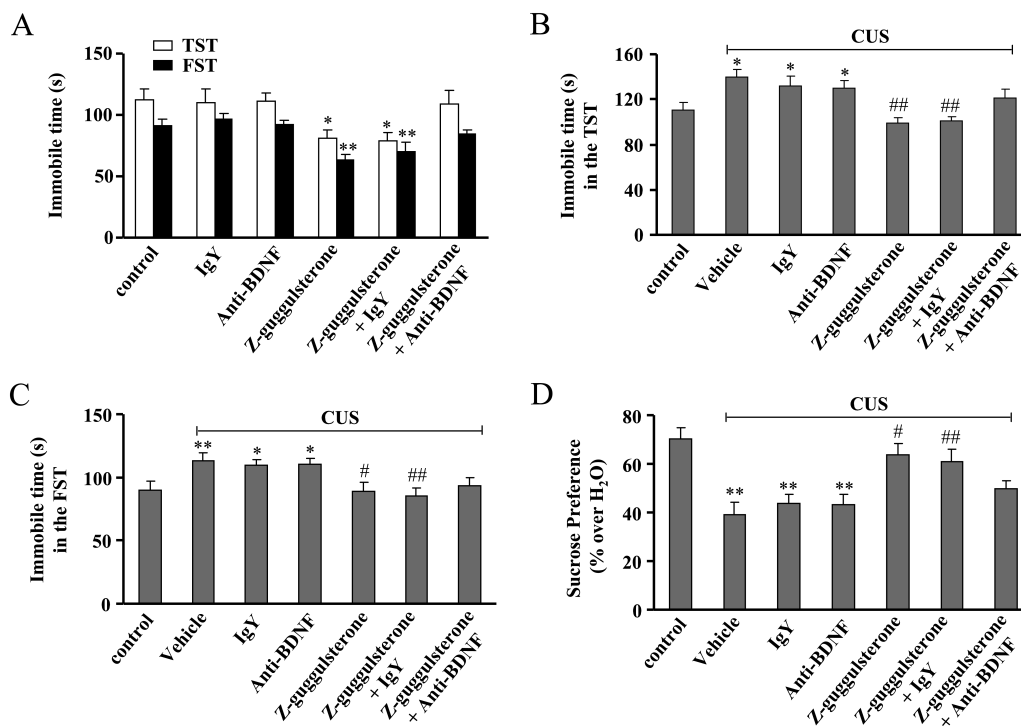 A
TST
FST
Immobile time (s)
150
100
50
0
*
**
*
**
control
IgY
Anti-BDNF
Z-guggulsterone
Z-guggulsterone
+ IgY
Z-guggulsterone
+ Anti-BDNF
B
CUS
Immobile time (s)
in the TST
160
120
80
40
0
*
*
*
##
##
control
Vehicle
IgY
Anti-BDNF
Z-guggulsterone
Z-guggulsterone
+ IgY
Z-guggulsterone
+ Anti-BDNF
C
CUS
Immobile time (s)
in the FST
150
100
50
0
**
*
*
#
##
control
Vehicle
IgY
Anti-BDNF
Z-guggulsterone
Z-guggulsterone
+ IgY
Z-guggulsterone
+ Anti-BDNF
D
CUS
Sucrose Preference
(% over H₂O)
80
60
40
20
0
**
**
**
#
##
control
Vehicle
IgY
Anti-BDNF
Z-guggulsterone
Z-guggulsterone
+ IgY
Z-guggulsterone
+ Anti-BDNF